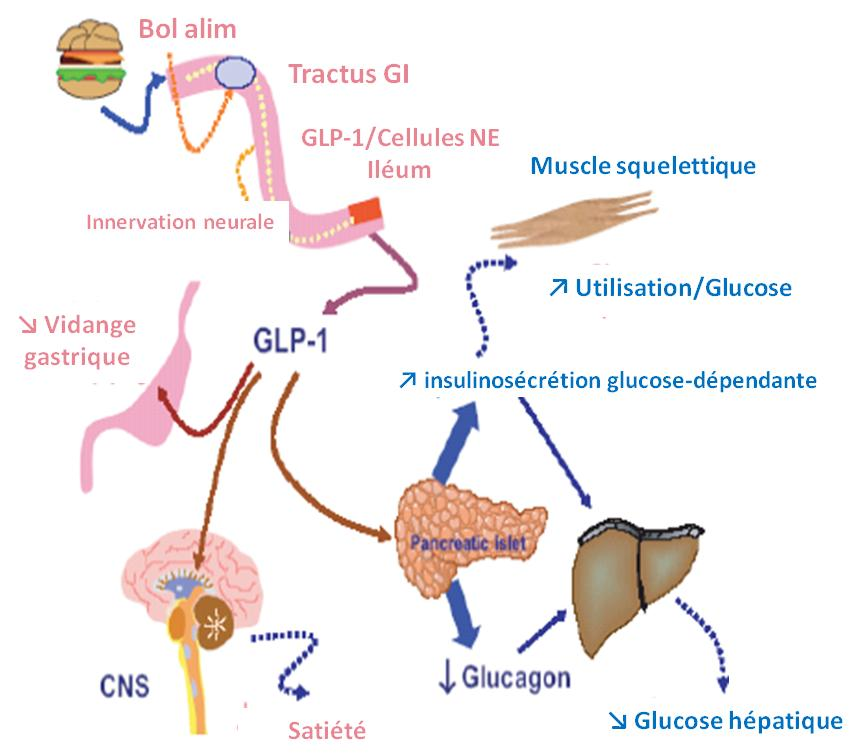 Bol alim
Tractus GI
GLP-1/Cellules NE
Iléum
Muscle squelettique
Innervation neurale
↗ Utilisation/Glucose
↘ Vidange
gastrique
GLP-1
↗ insulinosécrétion glucose-dépendante
Pancreatic islet
CNS
↓ Glucagon
Satiété
↘ Glucose hépatique